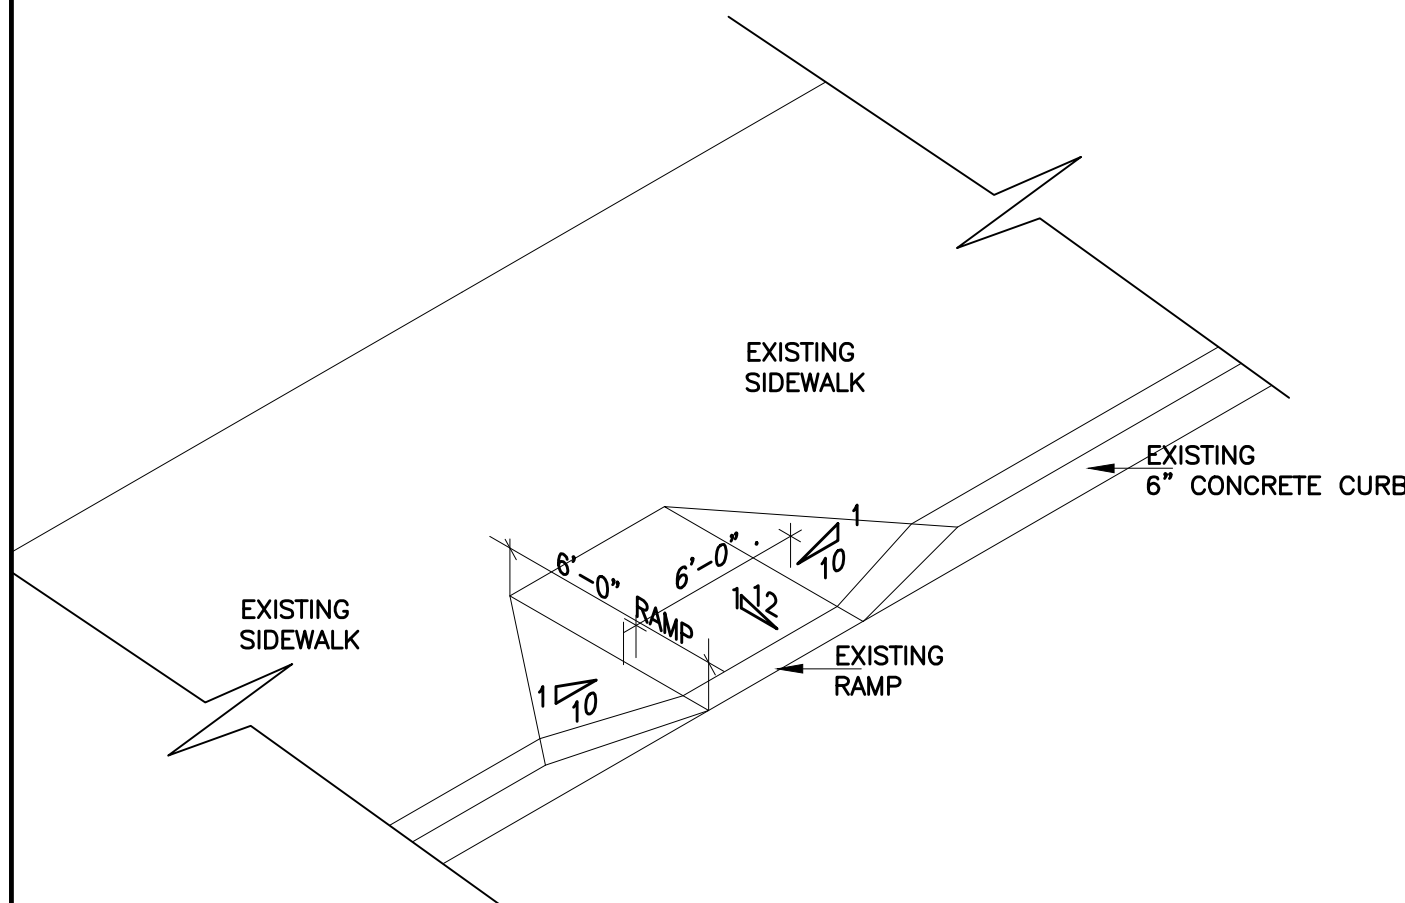 EXISTING
SIDEWALK
EXISTING
6" CONCRETE CURB
1
10
6'-0"
6'-0"
RAMP
1 12
EXISTING
SIDEWALK
EXISTING
RAMP
1
10